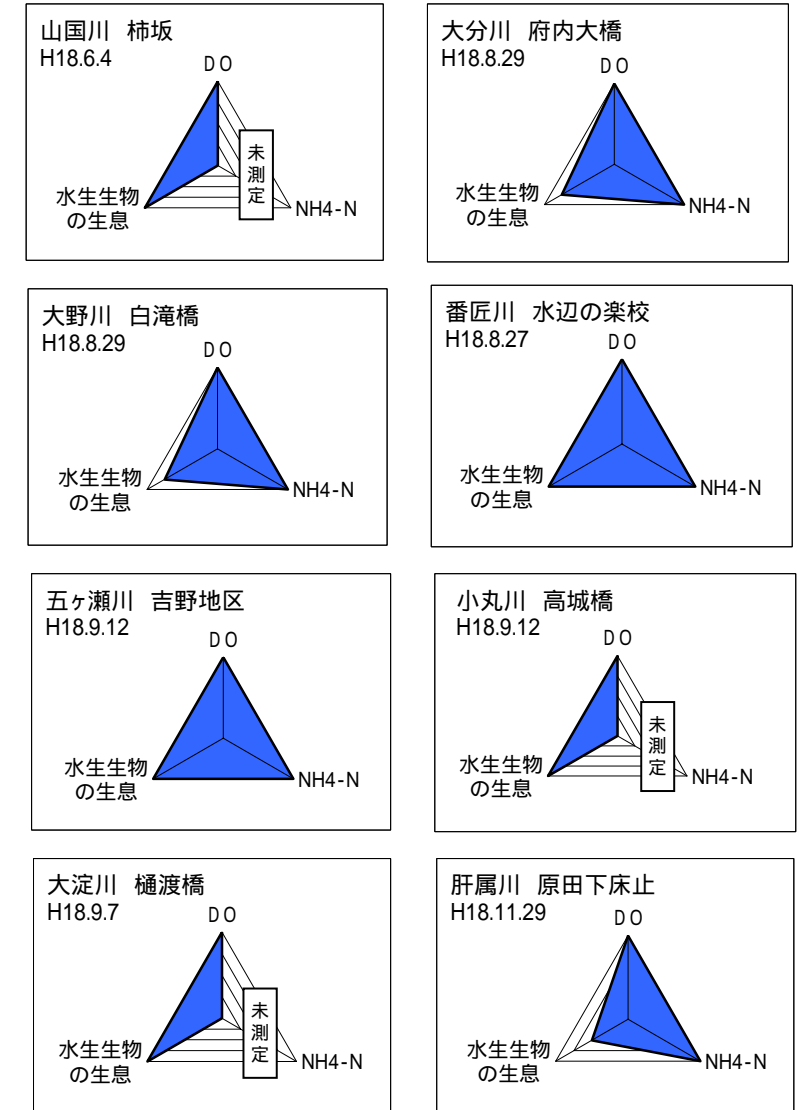 山国川 柿坂
H18.6.4
DO
未測定
水生生物
の生息
NH4-N
大分川 府内大橋
H18.8.29
DO
水生生物
の生息
NH4-N
大野川 白滝橋
H18.8.29
DO
水生生物
の生息
NH4-N
番匠川 水辺の楽校
H18.8.27
DO
水生生物
の生息
NH4-N
五ヶ瀬川 吉野地区
H18.9.12
DO
水生生物
の生息
NH4-N
小丸川 高城橋
H18.9.12
DO
未測定
水生生物
の生息
NH4-N
大淀川 樋渡橋
H18.9.7
DO
未測定
水生生物
の生息
NH4-N
肝属川 原田下床止
H18.11.29
DO
水生生物
の生息
NH4-N